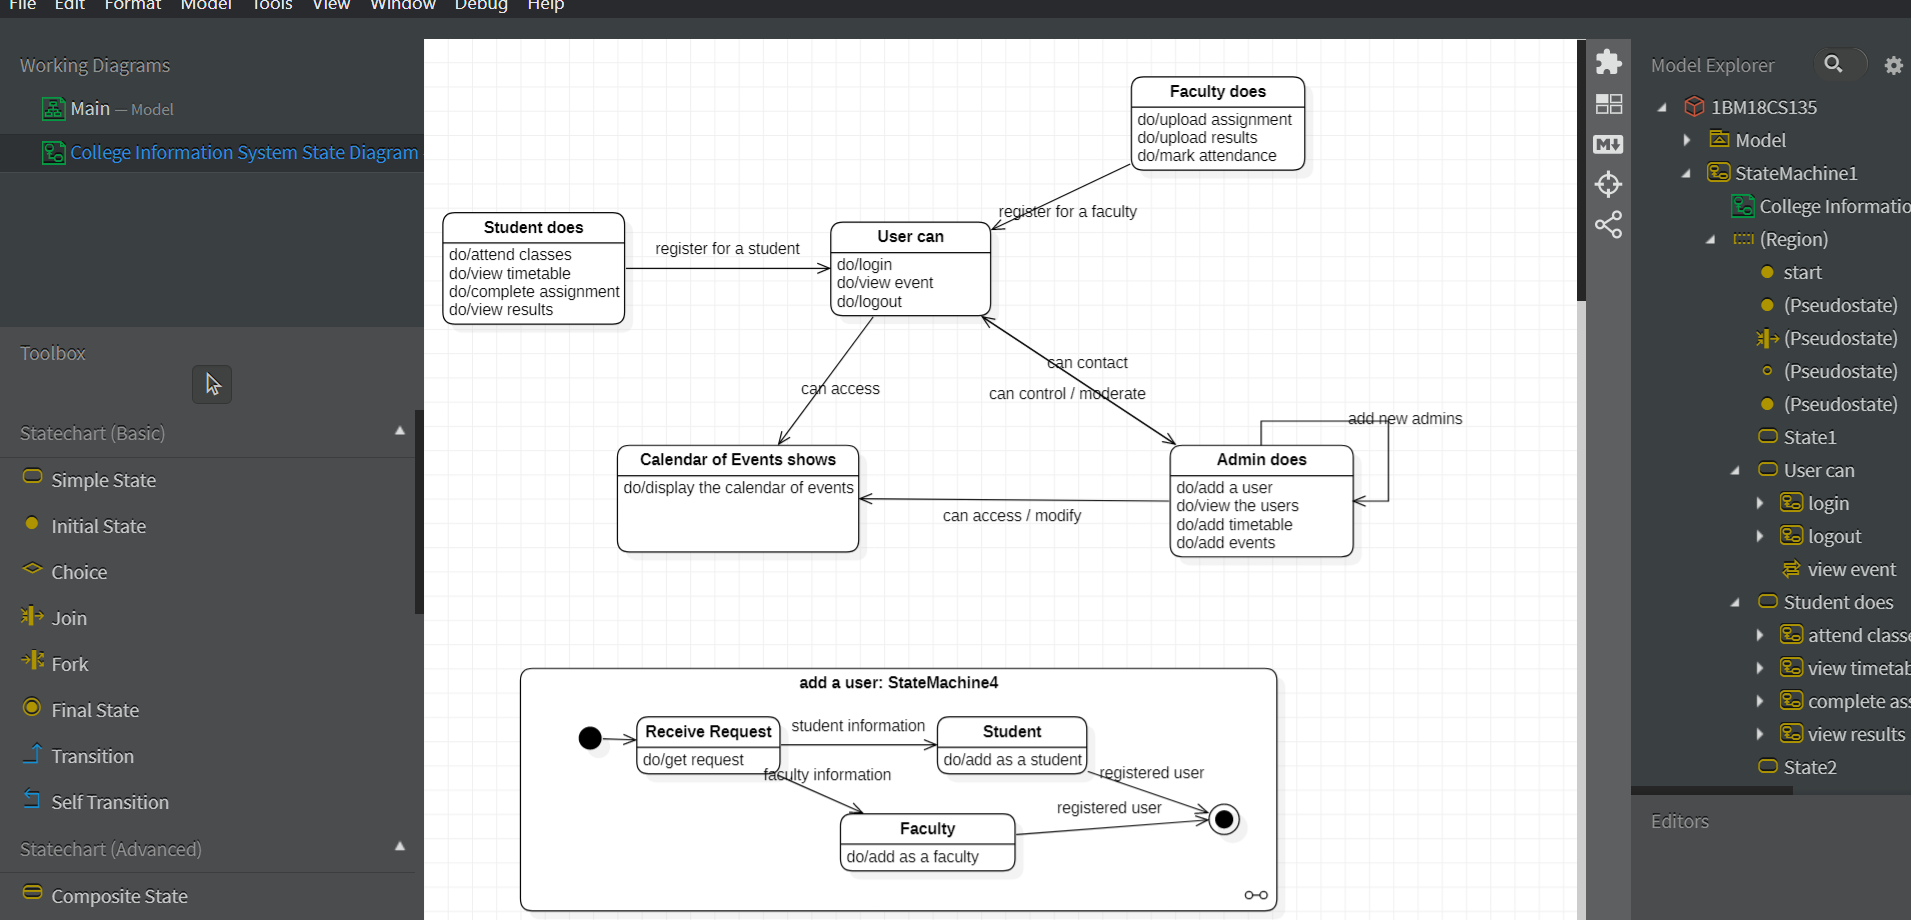 File Edit Format Model Tools View Window Debug Help
Working Diagrams
Main — Model
College Information System State Diagram
Toolbox
Statechart (Basic)
Simple State
Initial State
Choice
Join
Fork
Final State
Transition
Self Transition
Statechart (Advanced)
Composite State
Faculty does
do/upload assignment
do/upload results
do/mark attendance
register for a faculty
Student does
do/attend classes
do/view timetable
do/complete assignment
do/view results
register for a student
User can
do/login
do/view event
do/logout
can contact
can control / moderate
can access
add new admins
Calendar of Events shows
do/display the calendar of events
Admin does
do/add a user
do/view the users
do/add timetable
do/add events
can access / modify
add a user: StateMachine4
Receive Request
do/get request
student information
Student
do/add as a student
faculty information
registered user
registered user
Faculty
do/add as a faculty
M
Model Explorer
1BM18CS135
Model
StateMachine1
College Informatio
(Region)
start
(Pseudostate)
(Pseudostate)
(Pseudostate)
(Pseudostate)
State1
User can
login
logout
view event
Student does
attend classe
view timetab
complete ass
view results
State2
Editors